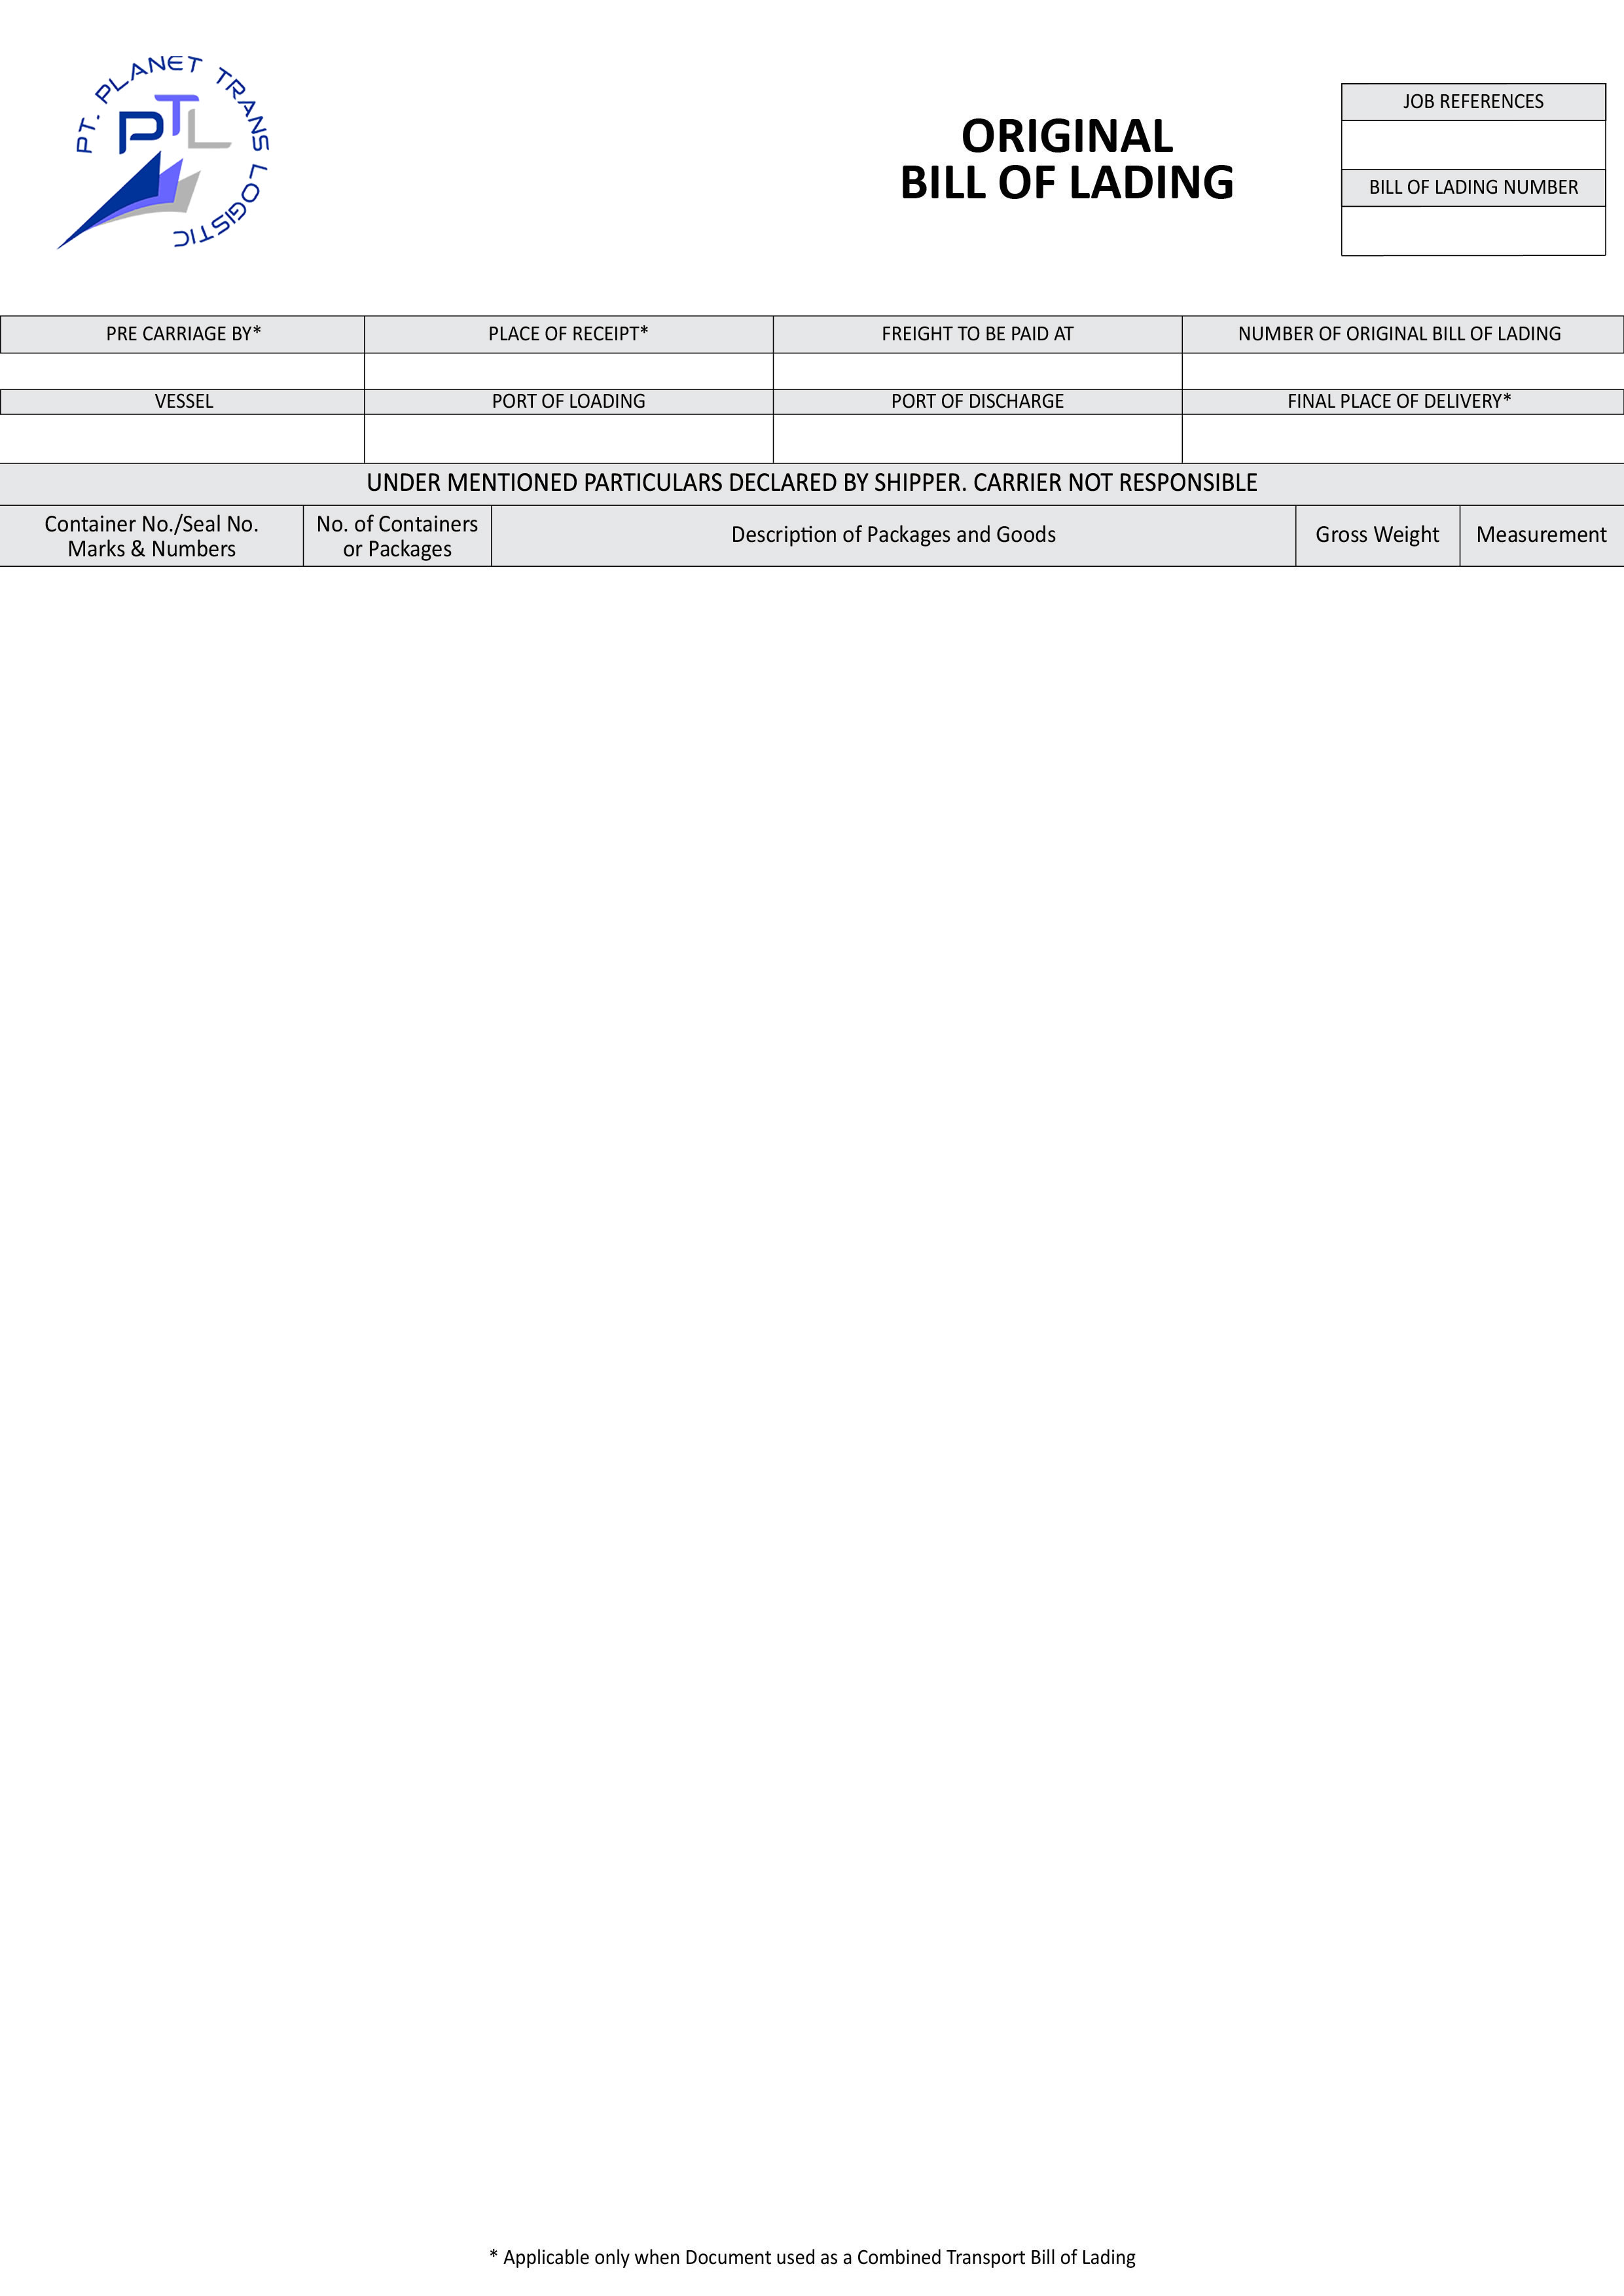 PT. PLANET TRANS LOGISTIC
PTL
ORIGINAL
BILL OF LADING
JOB REFERENCES
BILL OF LADING NUMBER
PRE CARRIAGE BY* PLACE OF RECEIPT* FREIGHT TO BE PAID AT NUMBER OF ORIGINAL BILL OF LADING
VESSEL PORT OF LOADING PORT OF DISCHARGE FINAL PLACE OF DELIVERY*
UNDER MENTIONED PARTICULARS DECLARED BY SHIPPER. CARRIER NOT RESPONSIBLE
Container No./Seal No.
Marks & Numbers
No. of Containers
or Packages
Description of Packages and Goods
Gross Weight
Measurement
* Applicable only when Document used as a Combined Transport Bill of Lading